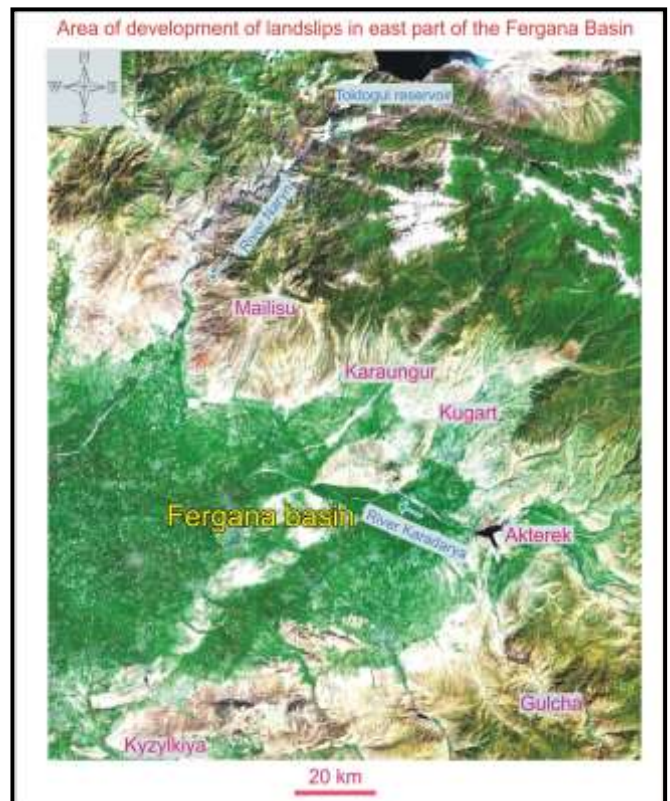 Area of development of landslips in east part of the Fergana Basin
N
W
E
S
Toktogul reservoir
River Naryn
Mailisu
Karaungur
Kugart
Fergana basin
River Karadarya
Akterek
Gulcha
Kyzylkiya
20 km